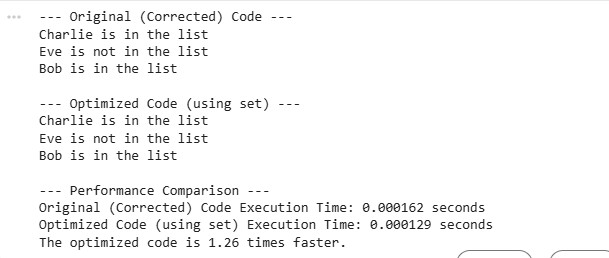 --- Original (Corrected) Code ---
Charlie is in the list
Eve is not in the list
Bob is in the list
--- Optimized Code (using set) ---
Charlie is in the list
Eve is not in the list
Bob is in the list
--- Performance Comparison ---
Original (Corrected) Code Execution Time: 0.000162 seconds
Optimized Code (using set) Execution Time: 0.000129 seconds
The optimized code is 1.26 times faster.